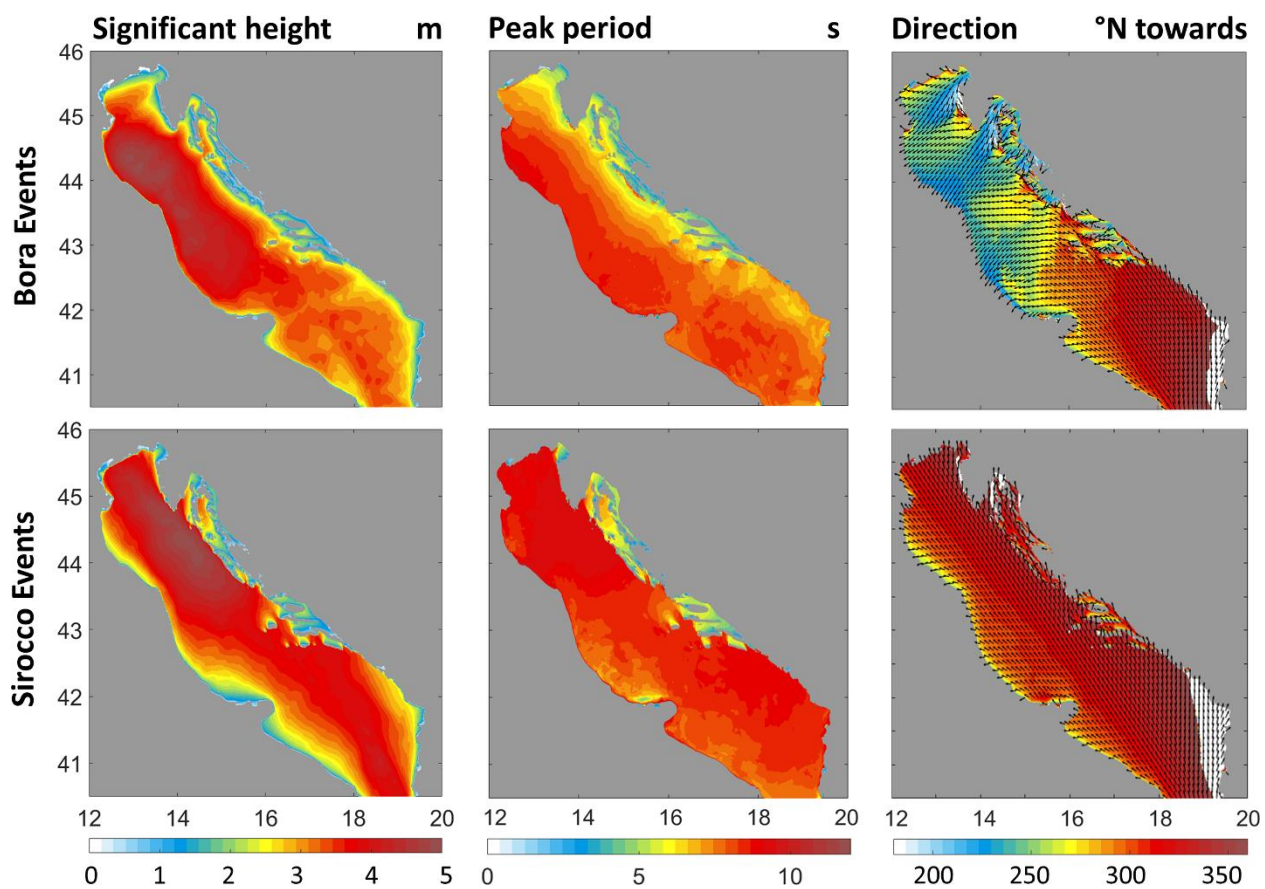 Significant height m Peak period s Direction °N towards
46
45
44
43
42
41
Bora Events
46
45
44
43
42
41
Sirocco Events
12 14 16 18 20 12 14 16 18 20 12 14 16 18 20
0 1 2 3 4 5 0 5 10 200 250 300 350